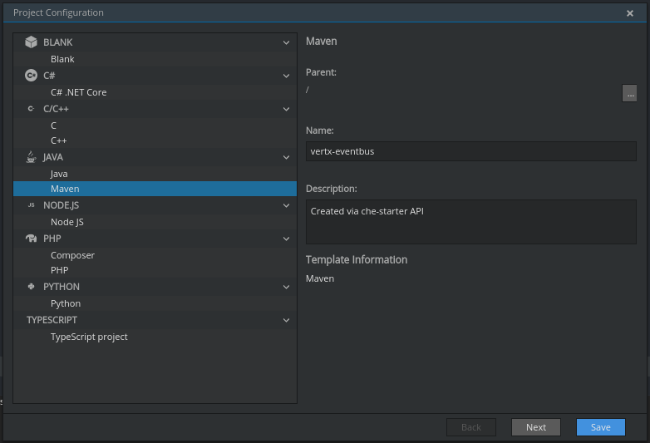 Project Configuration
BLANK
Blank
C#
C# .NET Core
C/C++
C
C++
JAVA
Java
Maven
JS NODE.JS
Node JS
PHP
Composer
PHP
PYTHON
Python
TYPESCRIPT
TypeScript project
Maven
Parent:
/
...
Name:
vertx-eventbus
Description:
Created via che-starter API
Template Information
Maven
Back
Next
Save